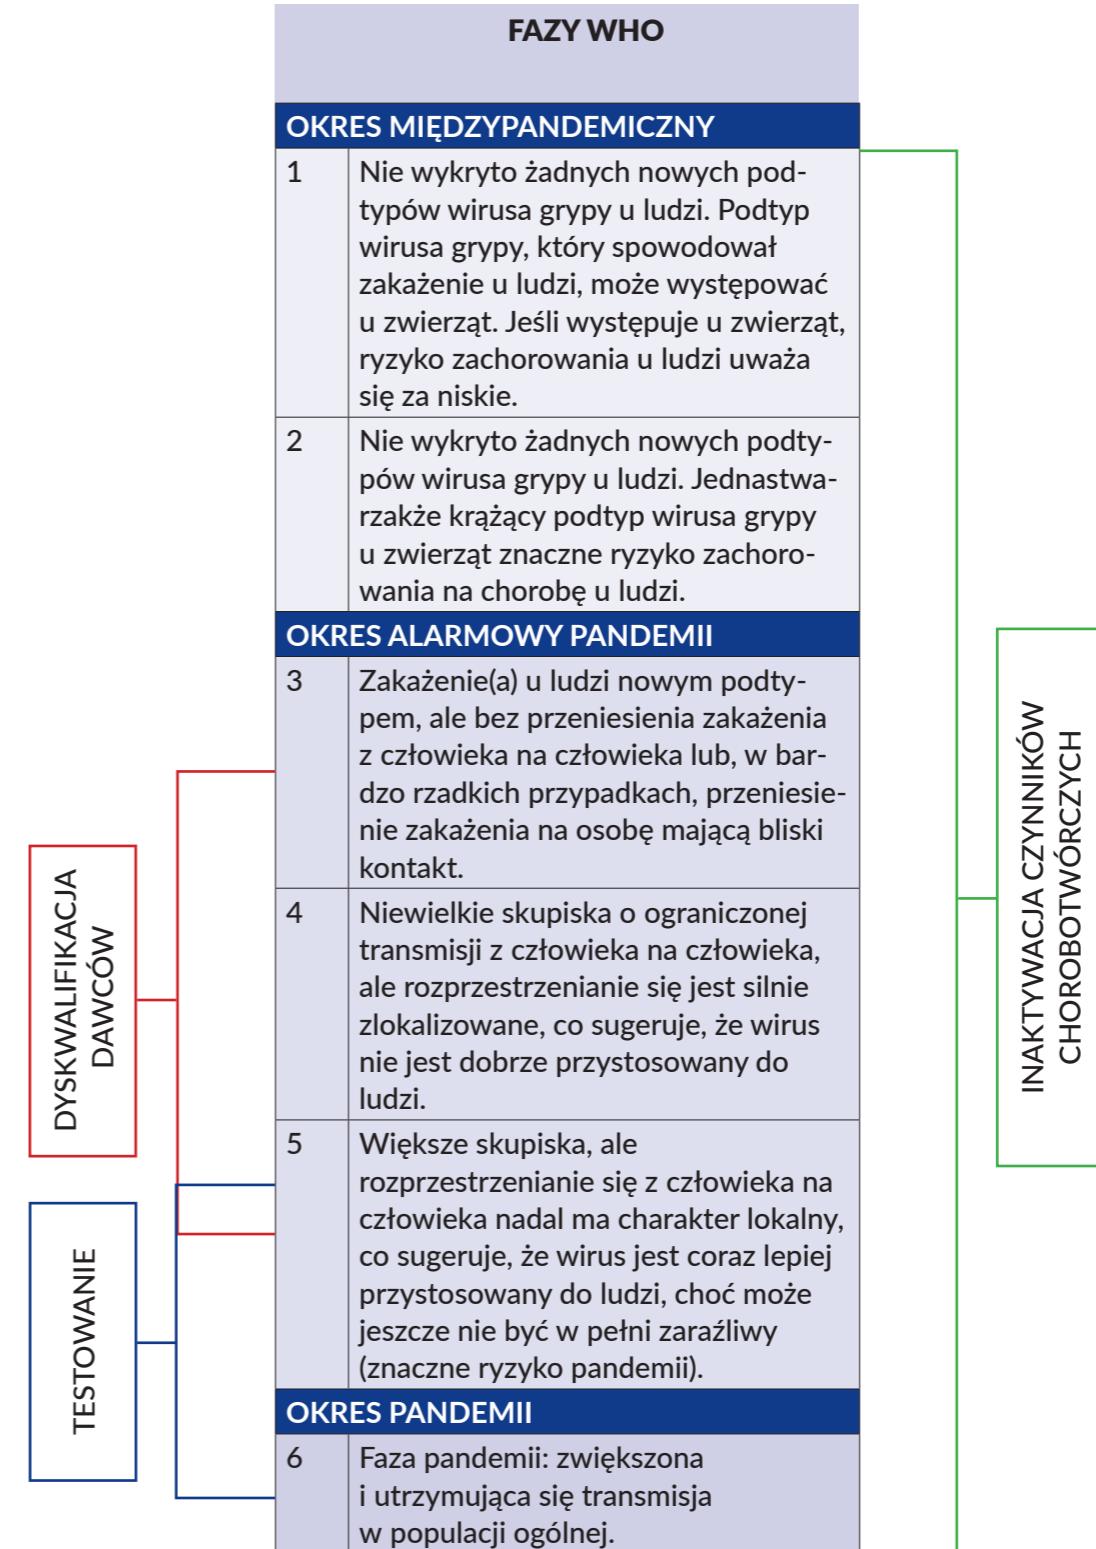 FAZY WHO
OKRES MIĘDZYPANDEMICZNY
1
Nie wykryto żadnych nowych pod-
typów wirusa grypy u ludzi. Podtyp
wirusa grypy, który spowodował
zakażenie u ludzi, może występować
u zwierząt. Jeśli występuje u zwierząt,
ryzyko zachorowania u ludzi uważa
się za niskie.
2
Nie wykryto żadnych nowych podty-
pów wirusa grypy u ludzi. Jednastwa-
rzakże krążący podtyp wirusa grypy
u zwierząt znaczne ryzyko zachoro-
wania na chorobę u ludzi.
OKRES ALARMOWY PANDEMII
3
Zakażenie(a) u ludzi nowym podty-
pem, ale bez przeniesienia zakażenia
z człowieka na człowieka lub, w bar-
dzo rzadkich przypadkach, przeniesie-
nie zakażenia na osobę mającą bliski
kontakt.
4
Niewielkie skupiska o ograniczonej
transmisji z człowieka na człowieka,
ale rozprzestrzenianie się jest silnie
zlokalizowane, co sugeruje, że wirus
nie jest dobrze przystosowany do
ludzi.
5
Większe skupiska, ale
rozprzestrzenianie się z człowieka na
człowieka nadal ma charakter lokalny,
co sugeruje, że wirus jest coraz lepiej
przystosowany do ludzi, choć może
jeszcze nie być w pełni zaraźliwy
(znaczne ryzyko pandemii).
OKRES PANDEMII
6
Faza pandemii: zwiększona
i utrzymująca się transmisja
w populacji ogólnej.
DYSKWALIFIKACJA
DAWCÓW
TESTOWANIE
INAKTYWACJA CZYNNIKÓW
CHOROBOTWÓRCZYCH